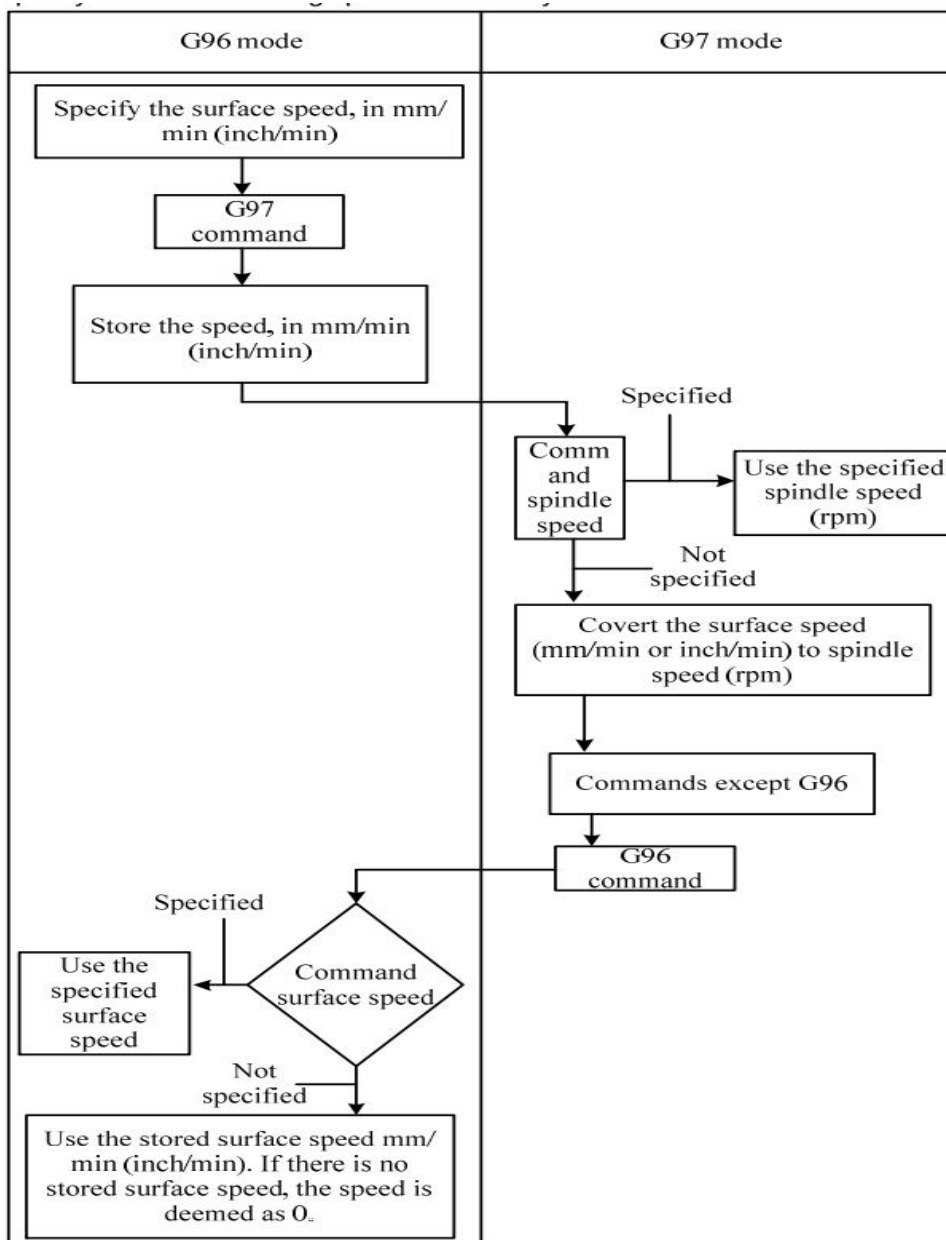 G96 mode
G97 mode
Specify the surface speed, in mm/
min (inch/min)
G97
command
Store the speed, in mm/min
(inch/min)
Specified
Comm
and
spindle
speed
Use the specified
spindle speed
(rpm)
Not
specified
Covert the surface speed
(mm/min or inch/min) to spindle
speed (rpm)
Commands except G96
G96
command
Specified
Command
surface speed
Use the
specified
surface
speed
Not
specified
Use the stored surface speed mm/
min (inch/min). If there is no
stored surface speed, the speed is
deemed as 0..